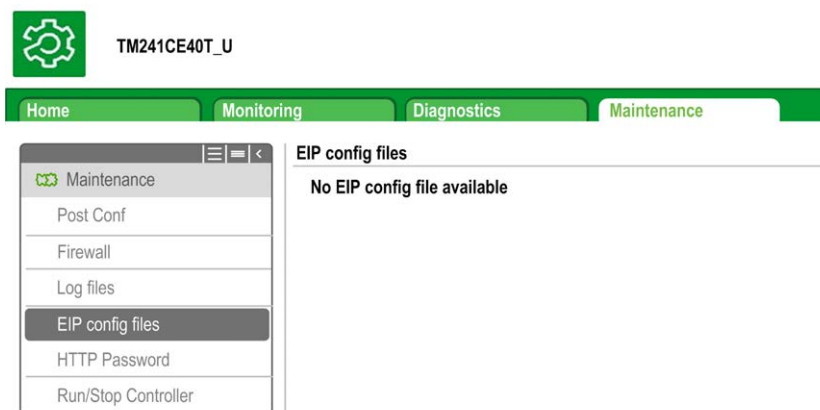 TM241CE40T_U
Home
Monitoring
Diagnostics
Maintenance
Maintenance
Post Conf
Firewall
Log files
EIP config files
HTTP Password
Run/Stop Controller
EIP config files
No EIP config file available